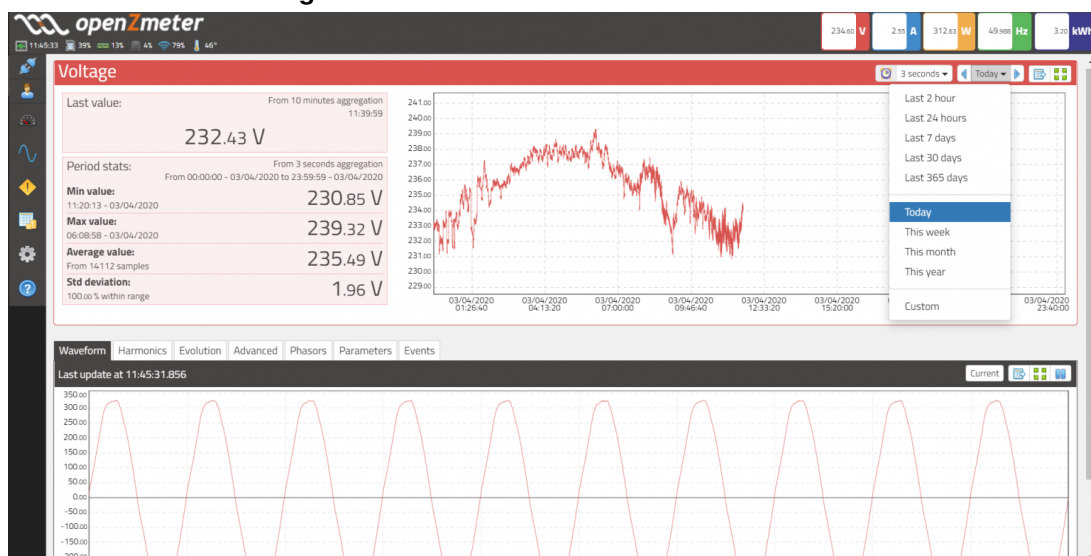 openZmeter
11:45:33 39% 13% 4% 79% 46°
234.60 V 2.55 A 312.63 W 49.988 Hz 3.20 kWh
Voltage
3 seconds Today
Last value: From 10 minutes aggregation
11:39:59
232.43 V
Period stats: From 3 seconds aggregation
From 00:00:00 - 03/04/2020 to 23:59:59 - 03/04/2020
Min value:
11:20:13 - 03/04/2020
230.85 V
Max value:
06:08:58 - 03/04/2020
239.32 V
Average value:
From 14112 samples
235.49 V
Std deviation:
100.00 % within range
1.96 V
241.00
240.00
239.00
238.00
237.00
236.00
235.00
234.00
233.00
232.00
231.00
230.00
229.00
03/04/2020 03/04/2020 03/04/2020 03/04/2020 03/04/2020 03/04/2020 03/04/2020
01:26:40 04:13:20 07:00:00 09:46:40 12:33:20 15:20:00 23:40:00
Last 2 hour
Last 24 hours
Last 7 days
Last 30 days
Last 365 days
Today
This week
This month
This year
Custom
Waveform Harmonics Evolution Advanced Phasors Parameters Events
Last update at 11:45:31.856 Current
350.00
300.00
250.00
200.00
150.00
100.00
50.00
0.00
-50.00
-100.00
-150.00